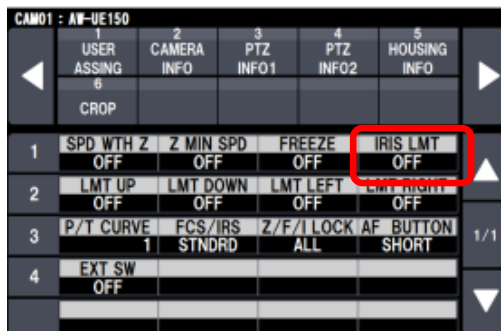 CAM01 : AW-UE150
1 2 3 4 5
USER CAMERA PTZ PTZ HOUSING
ASSING INFO INFO1 INFO2 INFO
6
CROP
SPD WTH Z Z MIN SPD FREEZE IRIS LMT
1 OFF OFF OFF OFF
LMT UP LMT DOWN LMT LEFT LMT RIGHT
2 OFF OFF OFF OFF
P/T CURVE FCS/IRS Z/F/I LOCK AF BUTTON
3 1 STNDRD ALL SHORT 1/1
EXT SW
4 OFF